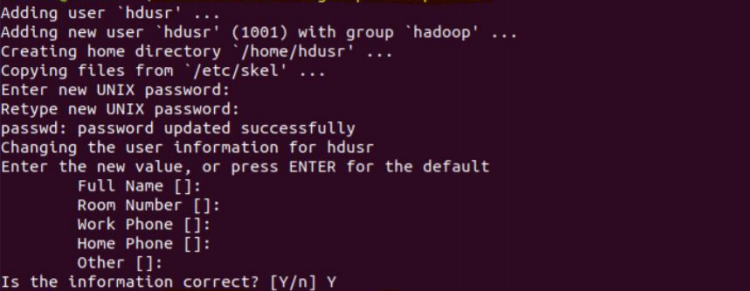 Adding user `hdusr' ...
Adding new user `hdusr' (1001) with group `hadoop' ...
Creating home directory `/home/hdusr' ...
Copying files from `/etc/skel' ...
Enter new UNIX password:
Retype new UNIX password:
passwd: password updated successfully
Changing the user information for hdusr
Enter the new value, or press ENTER for the default
Full Name []:
Room Number []:
Work Phone []:
Home Phone []:
Other []:
Is the information correct? [Y/n] Y